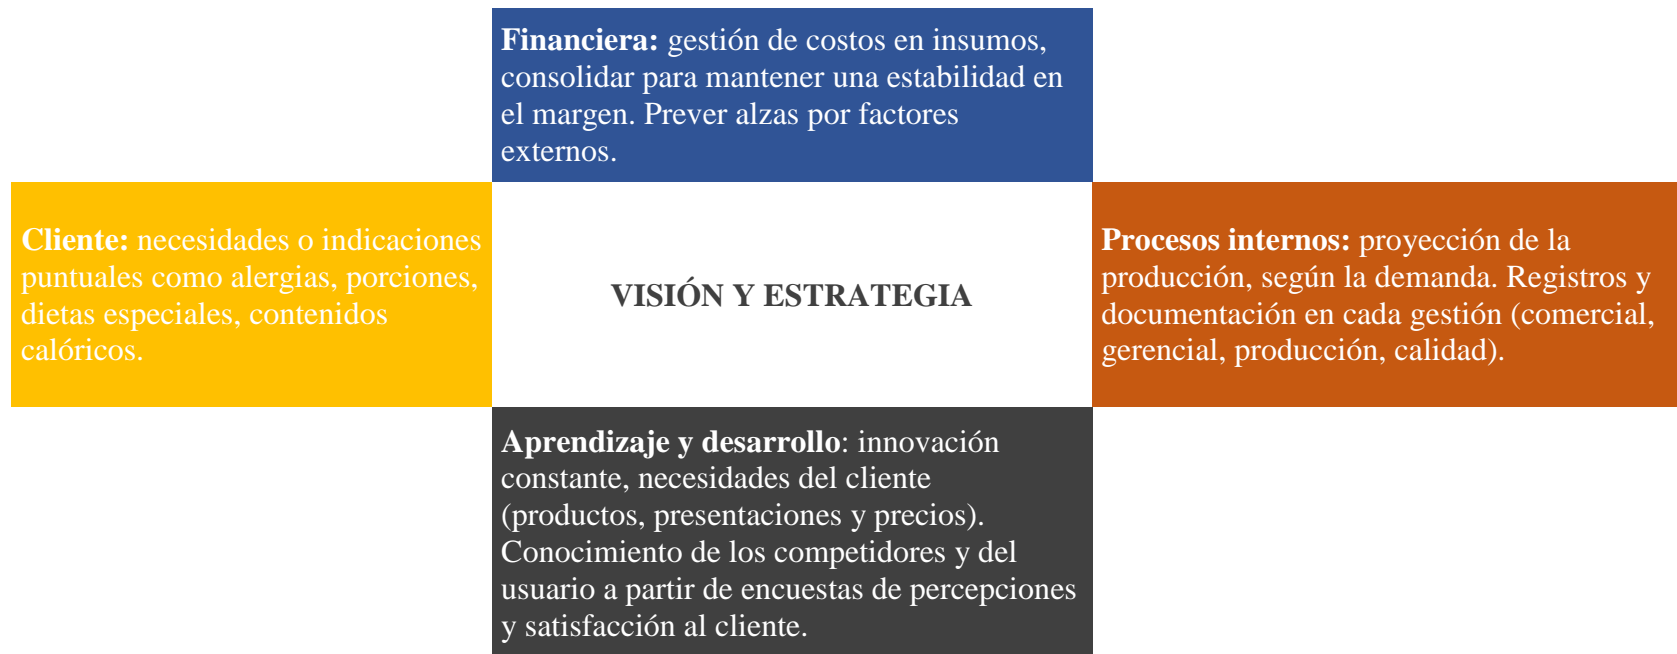 Financiera: gestión de costos en insumos,
consolidar para mantener una estabilidad en
el margen. Prever alzas por factores
externos.
Cliente: necesidades o indicaciones
puntuales como alergias, porciones,
dietas especiales, contenidos
calóricos.
VISIÓN Y ESTRATEGIA
Procesos internos: proyección de la
producción, según la demanda. Registros y
documentación en cada gestión (comercial,
gerencial, producción, calidad).
Aprendizaje y desarrollo: innovación
constante, necesidades del cliente
(productos, presentaciones y precios).
Conocimiento de los competidores y del
usuario a partir de encuestas de percepciones
y satisfacción al cliente.